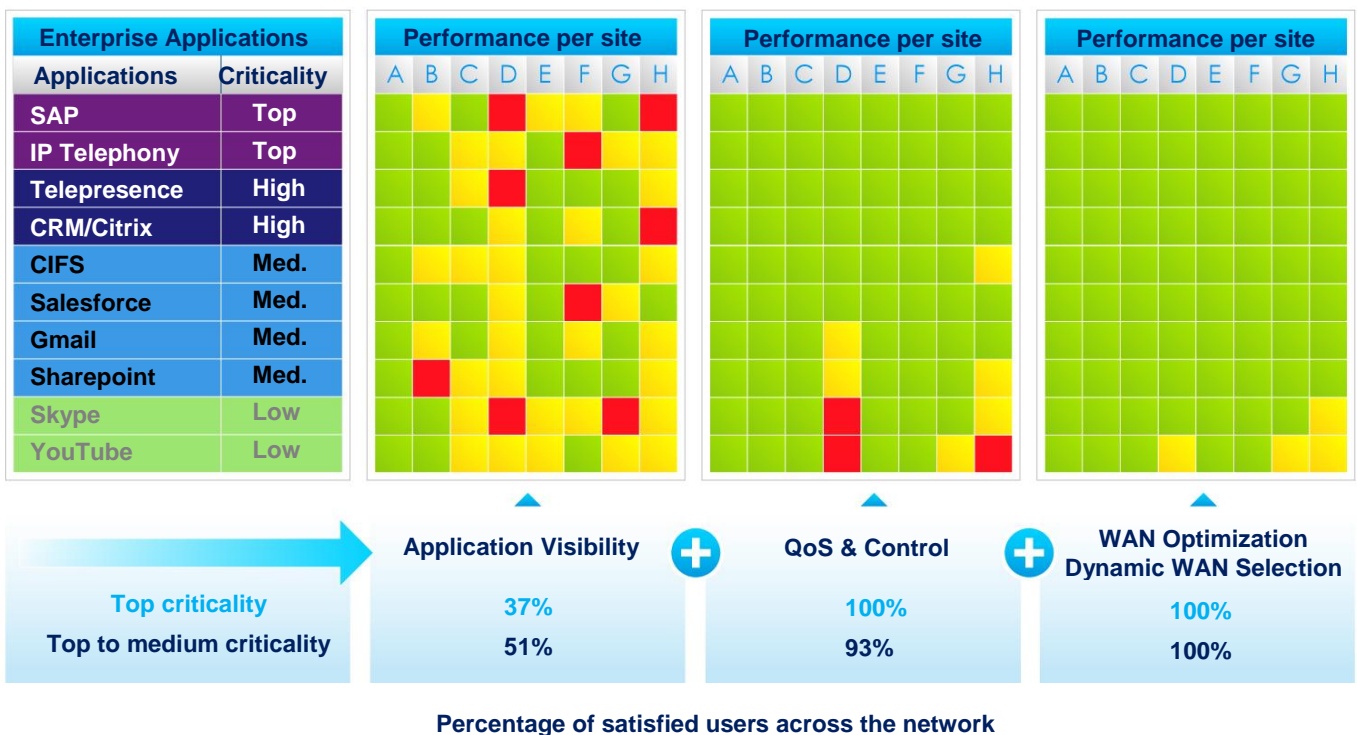 Enterprise Applications
Performance per site
Performance per site
Performance per site
Applications Criticality
A B C D E F G H
A B C D E F G H
A B C D E F G H
SAP Top
IP Telephony Top
Telepresence High
CRM/Citrix High
CIFS Med.
Salesforce Med.
Gmail Med.
Sharepoint Med.
Skype Low
YouTube Low
Application Visibility
QoS & Control
WAN Optimization
Dynamic WAN Selection
Top criticality 37% 100% 100%
Top to medium criticality 51% 93% 100%
Percentage of satisfied users across the network